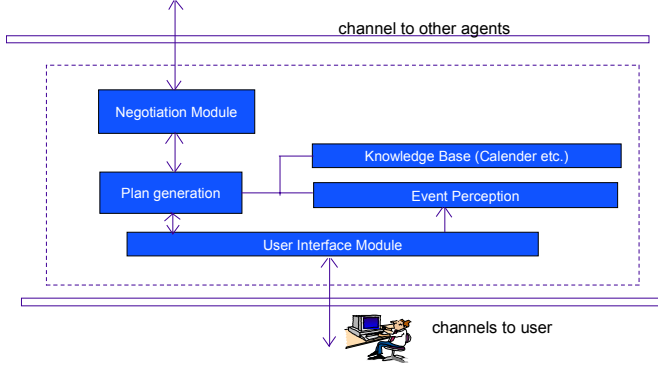 channel to other agents
Negotiation Module
Knowledge Base (Calender etc.)
Plan generation
Event Perception
User Interface Module
channels to user